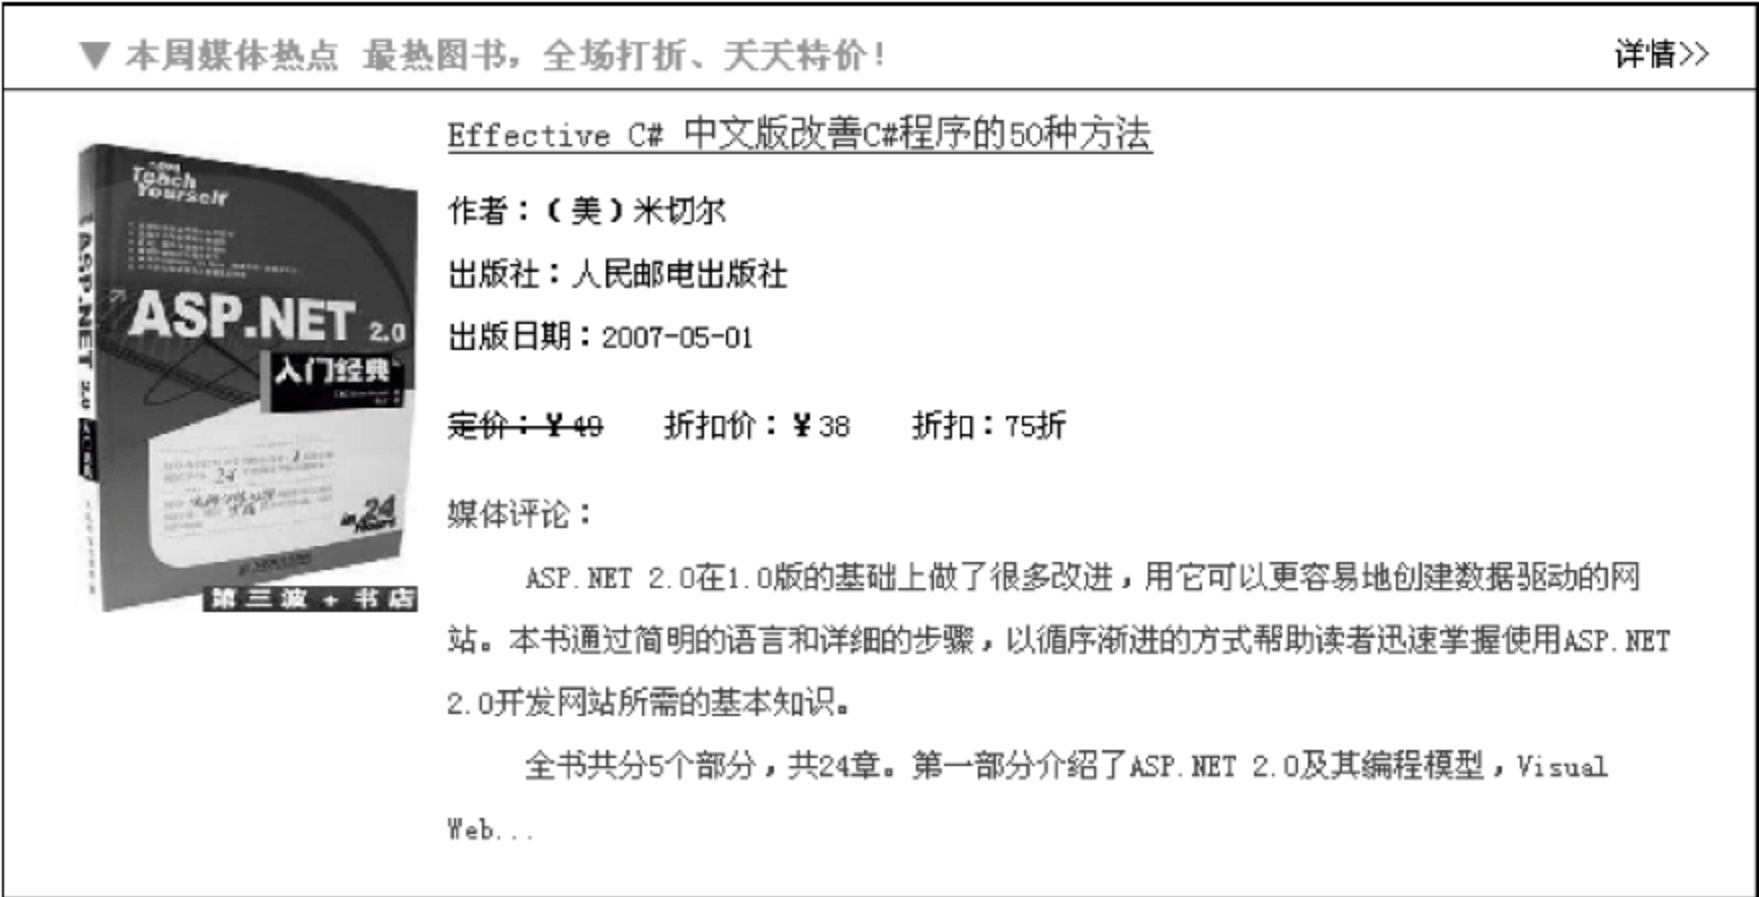 ▼ 本周媒体热点 最热图书，全场打折、天天特价！ 详情>>
Effective C# 中文版改善C#程序的50种方法
作者：（美）米切尔
出版社：人民邮电出版社
出版日期：2007-05-01
定价：￥49 折扣价：￥38 折扣：75折
媒体评论：
ASP.NET 2.0在1.0版的基础上做了很多改进，用它可以更容易地创建数据驱动的网
站。本书通过简明的语言和详细的步骤，以循序渐进的方式帮助读者迅速掌握使用ASP.NET
2.0开发网站所需的基本知识。
全书共分5个部分，共24章。第一部分介绍了ASP.NET 2.0及其编程模型，Visual
Web...
Teach
Yourself
ASP.NET 2.0
入门经典
ASP.NET 2.0
in 24
Hours
第三波+书店